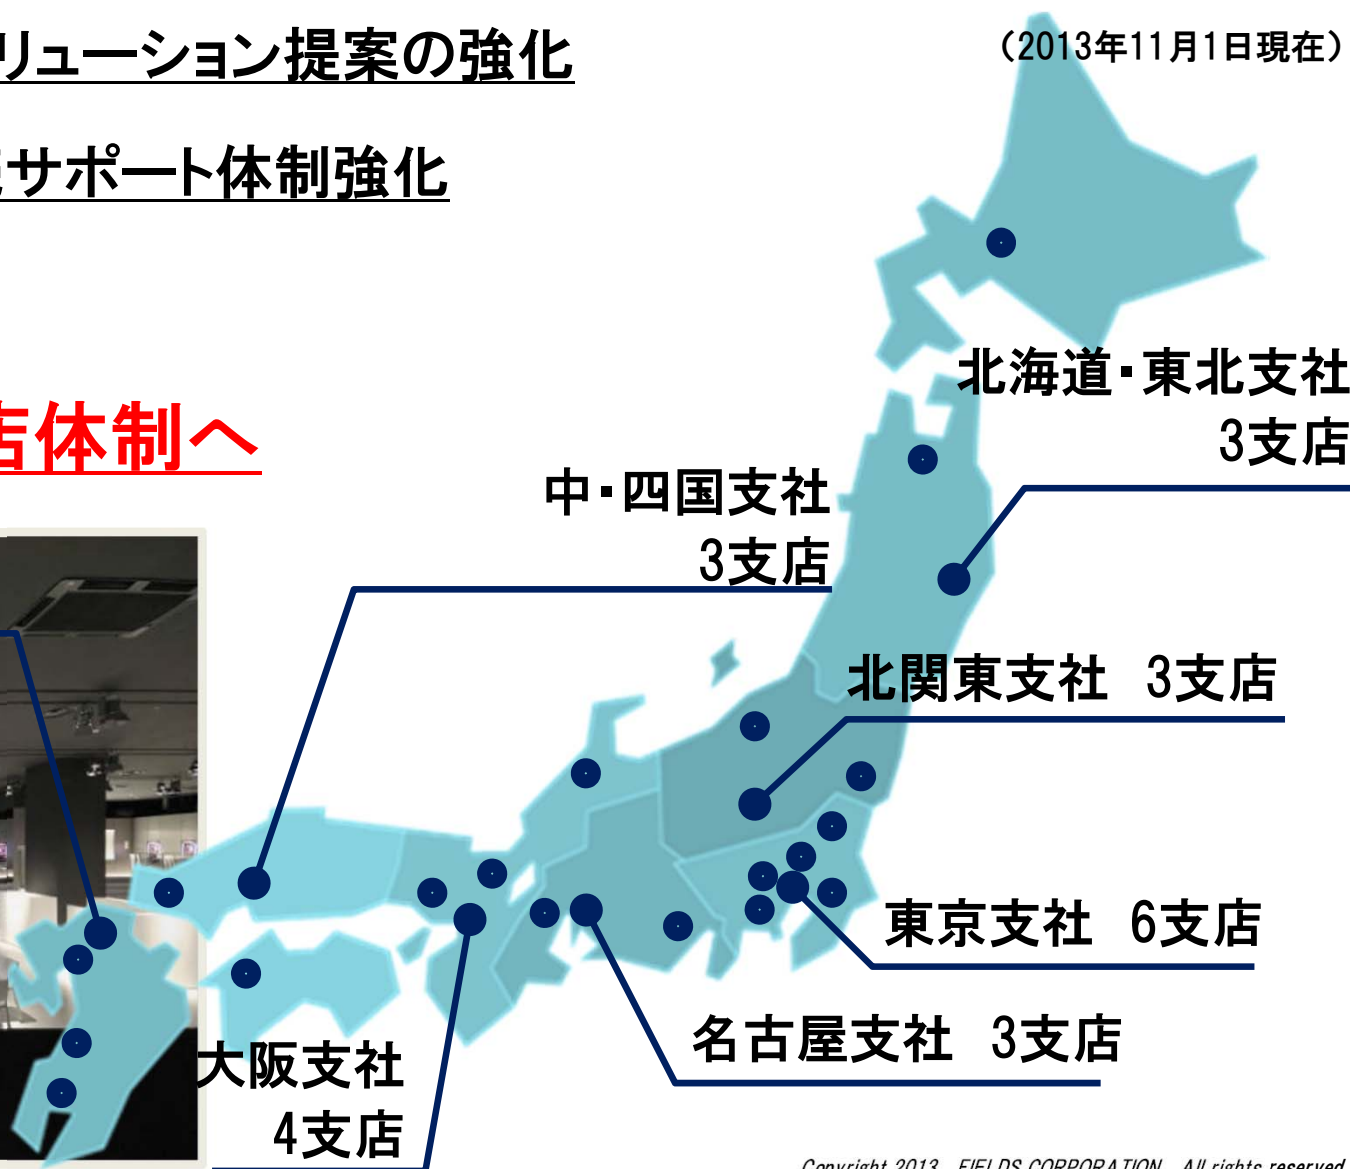 リューション提案の強化
（2013年11月1日現在）
サポート体制強化
北海道・東北支社
3支店
店体制へ
中・四国支社
3支店
北関東支社　3支店
東京支社　6支店
名古屋支社　3支店
大阪支社
4支店
Copyright 2013　FIELDS CORPORATION　All rights reserved